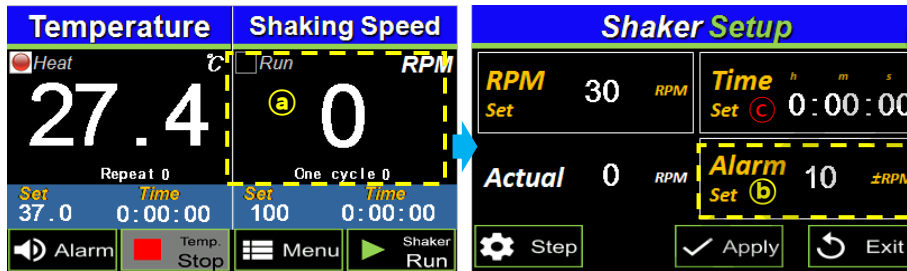 Temperature
Shaking Speed
Heat
℃
Run
RPM
ⓐ
27.4
0
Repeat 0
One cycle 0
Set
Time
Set
Time
37.0
0:00:00
100
0:00:00
Alarm
Temp.
Stop
Menu
Shaker
Run
Shaker Setup
RPM
Set
30
RPM
Time
h m s
Set
ⓒ
0:00:00
Actual
0
RPM
Alarm
Set
ⓑ
10
±RPM
Step
Apply
Exit